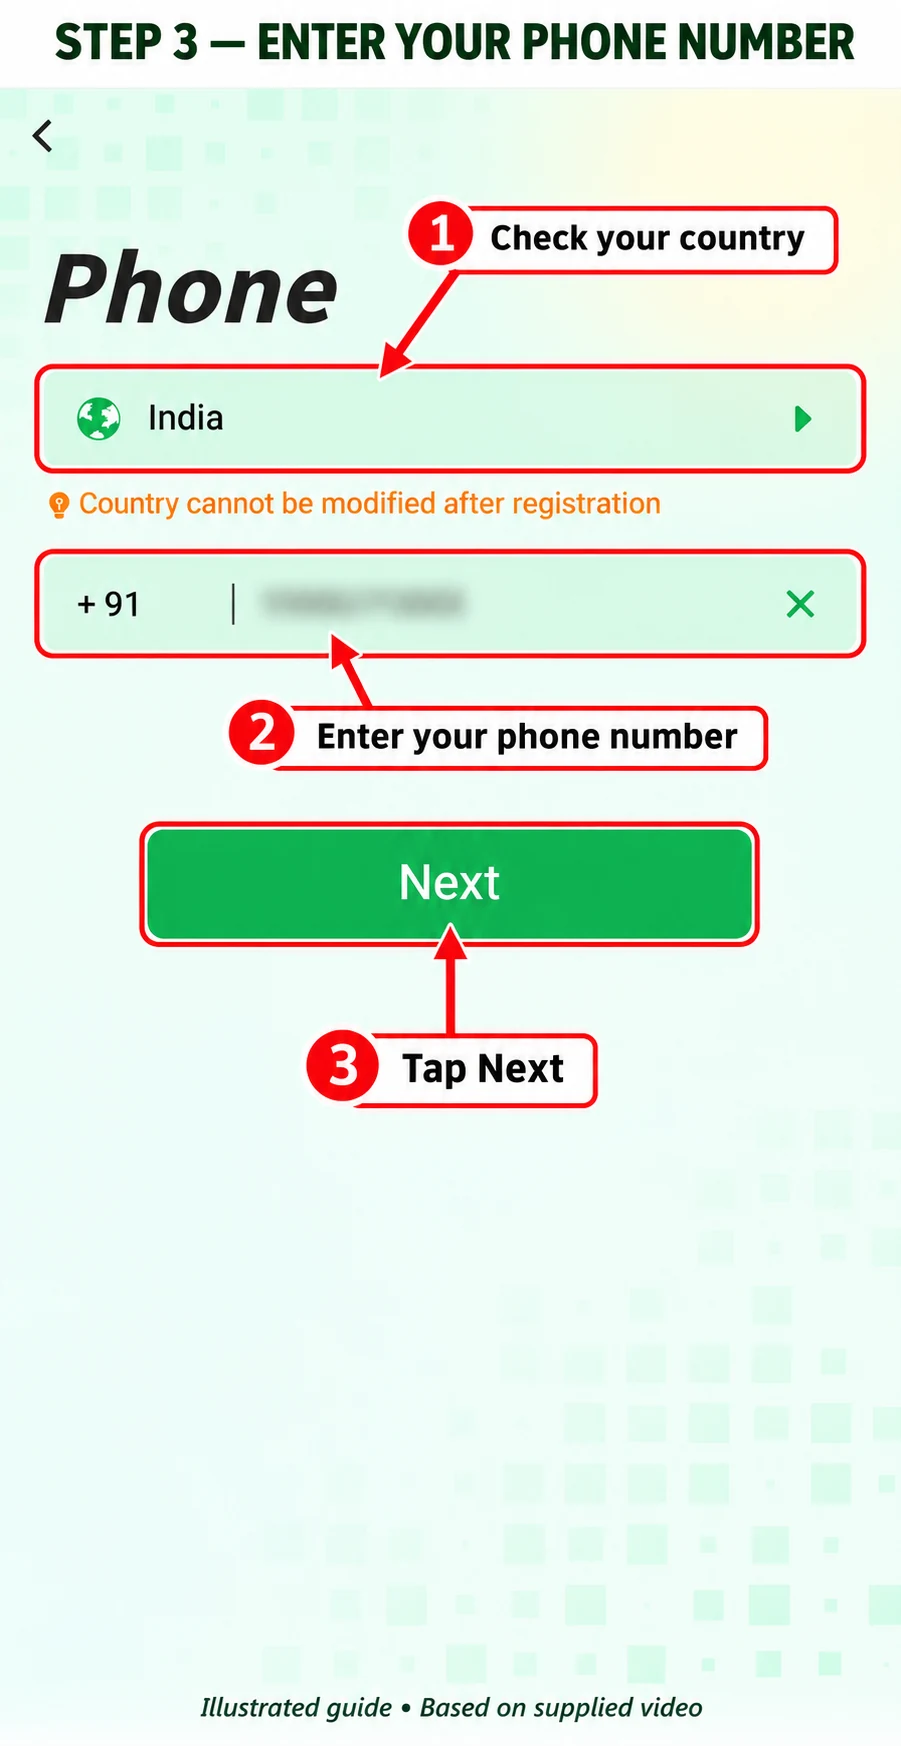 STEP 3 — ENTER YOUR PHONE NUMBER
1 Check your country
Phone
India
Country cannot be modified after registration
+ 91
2 Enter your phone number
Next
3 Tap Next
Illustrated guide • Based on supplied video